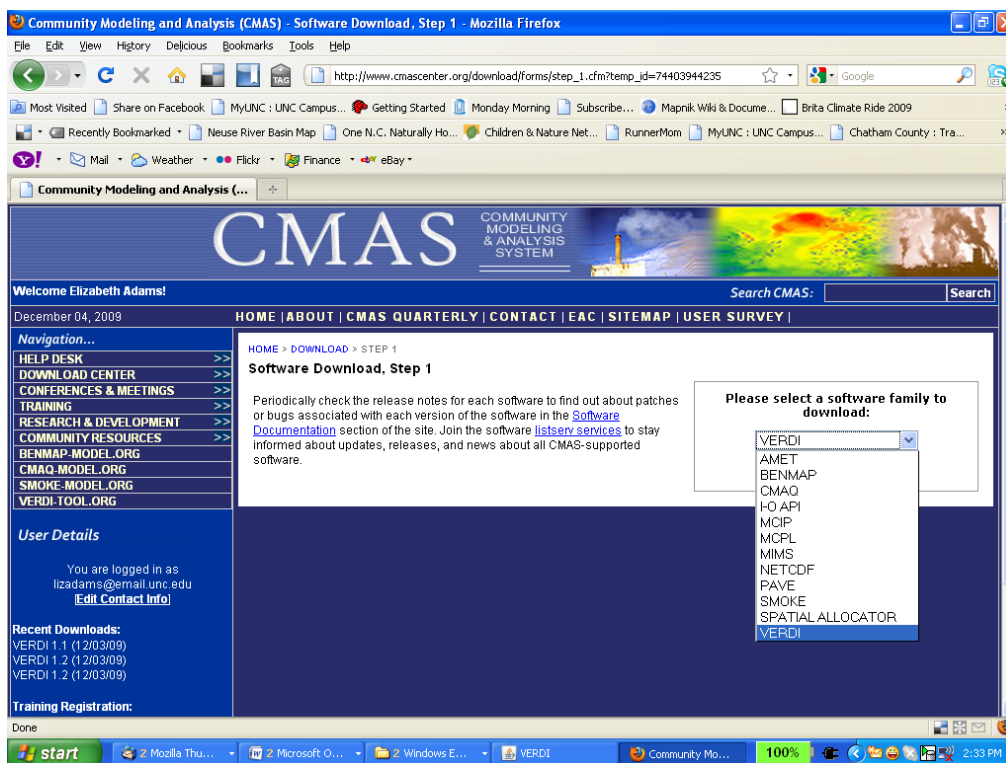 Community Modeling and Analysis System (CMAS) - Software Download, Step 1 - Mozilla Firefox
File Edit View History Delicious Bookmarks Tools Help
TAG
http://www.cmascenter.org/download/forms/step_1.cfm?temp_id=74403944235
Google
Most Visited Share on Facebook MyUNC : UNC Campus... Getting Started Monday Morning Subscribe... Mapnik Wiki & Docume... Brita Climate Ride 2009
Recently Bookmarked Neuse River Basin Map One N.C. Naturally Ho... Children & Nature Net... RunnerMom MyUNC : UNC Campus... Chatham County : Tra...
Y! Mail Weather Flickr Finance eBay
Community Modeling and Analysis (...
CMAS
COMMUNITY
MODELING
& ANALYSIS
SYSTEM
Welcome Elizabeth Adams!
Search CMAS: Search
December 04, 2009
HOME |ABOUT | CMAS QUARTERLY | CONTACT | EAC | SITEMAP | USER SURVEY |
Navigation...
HELP DESK >>
DOWNLOAD CENTER >>
CONFERENCES & MEETINGS >>
TRAINING >>
RESEARCH & DEVELOPMENT >>
COMMUNITY RESOURCES >>
BENMAP-MODEL.ORG
CMAQ-MODEL.ORG
SMOKE-MODEL.ORG
VERDI-TOOL.ORG
User Details
You are logged in as
lizadams@email.unc.edu
[Edit Contact Info]
Recent Downloads:
VERDI 1.1 (12/03/09)
VERDI 1.2 (12/03/09)
VERDI 1.2 (12/03/09)
Training Registration:
HOME > DOWNLOAD > STEP 1
Software Download, Step 1
Periodically check the release notes for each software to find out about patches
or bugs associated with each version of the software in the Software
Documentation section of the site. Join the software listserv services to stay
informed about updates, releases, and news about all CMAS-supported
software.
Please select a software family to
download:
VERDI
AMET
BENMAP
CMAQ
I-O API
MCIP
MCPL
MIMS
NETCDF
PAVE
SMOKE
SPATIAL ALLOCATOR
VERDI
Done
start 2 Mozilla Thu... 2 Microsoft O... 2 Windows E... VERDI Community Mo... 100% 2:33 PM